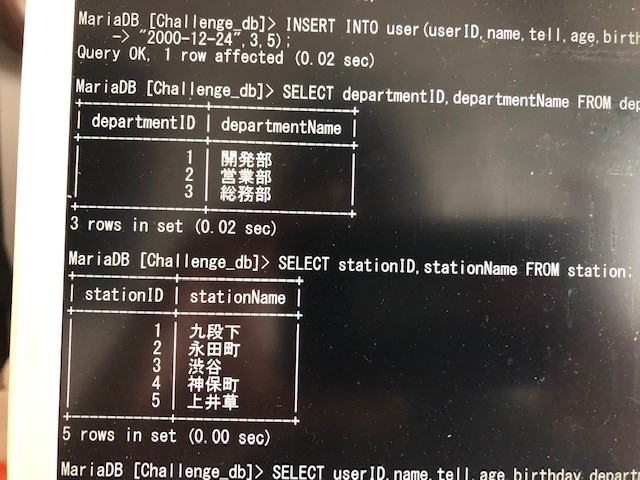 MariaDB [Challenge_db]> INSERT INTO user(userID,name,tell,age,birth
-> "2000-12-24",3,5);
Query OK, 1 row affected (0.02 sec)
MariaDB [Challenge_db]> SELECT departmentID,departmentName FROM dep
| departmentID | departmentName |
| 1 | 開発部
| 2 | 営業部
| 3 | 総務部
3 rows in set (0.02 sec)
MariaDB [Challenge_db]> SELECT stationID,stationName FROM station;
| stationID | stationName |
| 1 | 九段下
| 2 | 永田町
| 3 | 渋谷
| 4 | 神保町
| 5 | 上井草
5 rows in set (0.00 sec)
MariaDB [Challenge_db]> SELECT userID,name,tell,age,birthday,departm